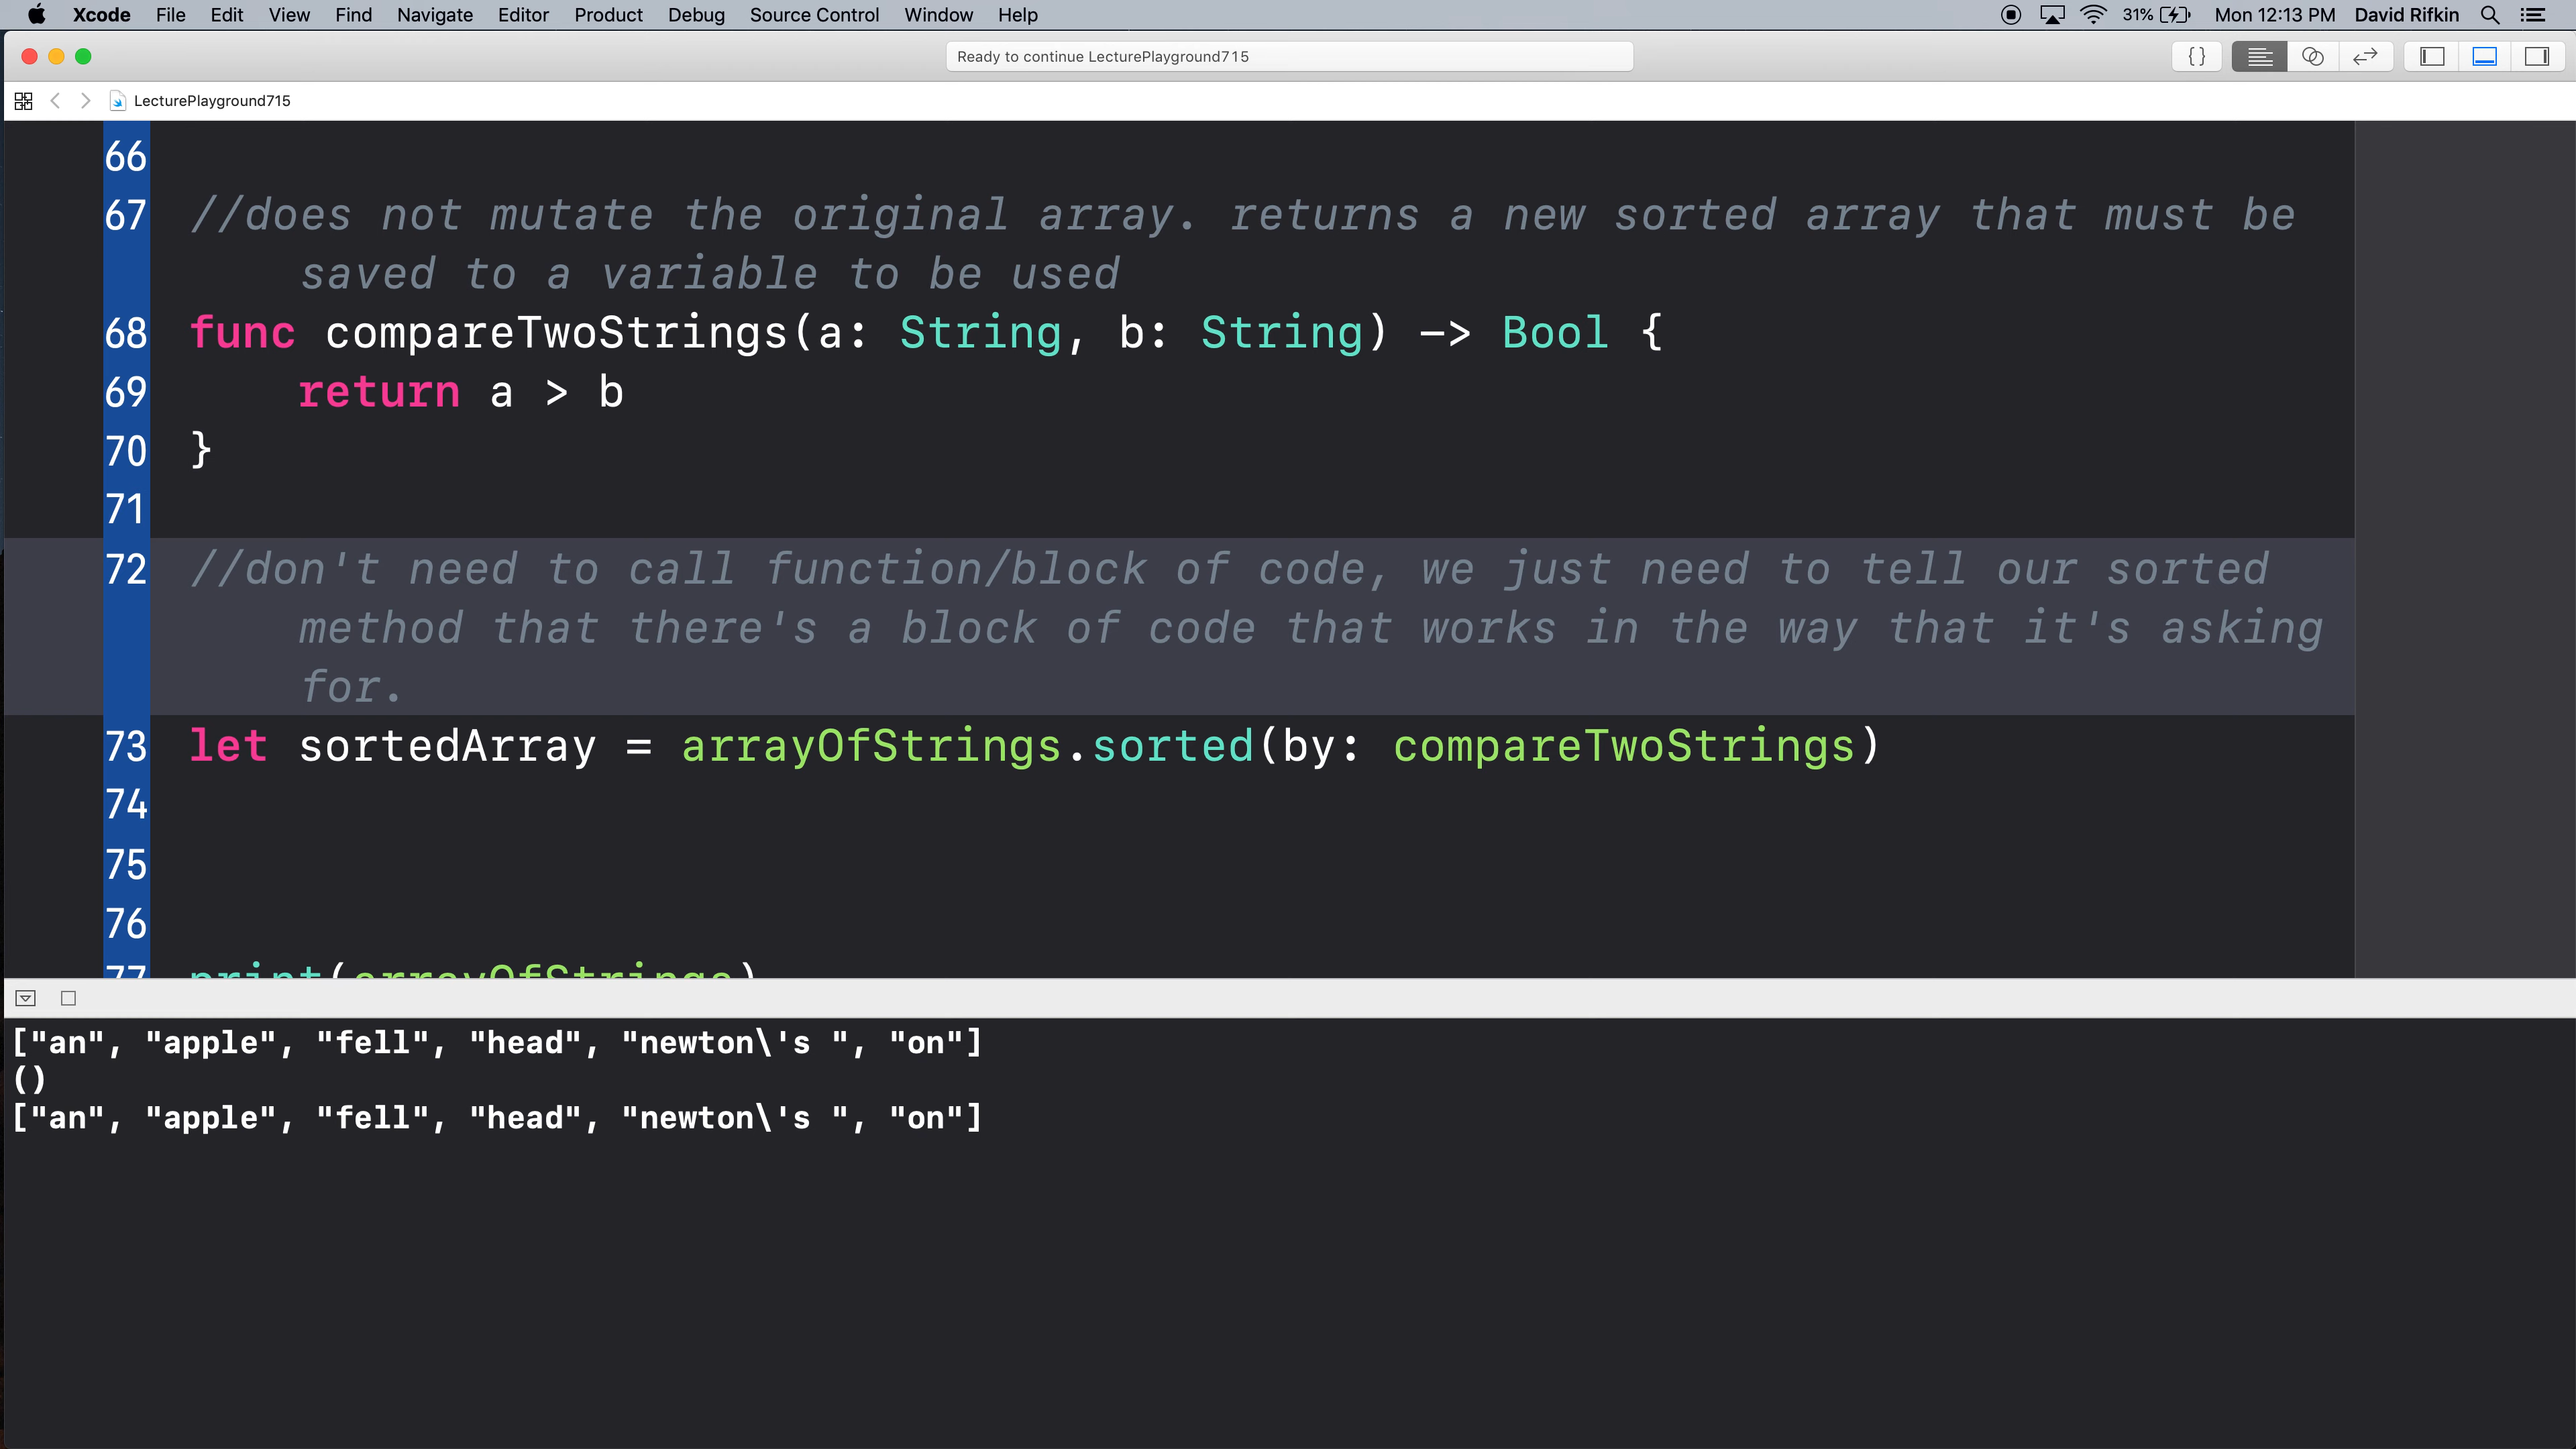 Xcode File Edit View Find Navigate Editor Product Debug Source Control Window Help 31% Mon 12:13 PM David Rifkin
Ready to continue LecturePlayground715 {}
LecturePlayground715
66
67 //does not mutate the original array. returns a new sorted array that must be
saved to a variable to be used
68 func compareTwoStrings(a: String, b: String) -> Bool {
69 return a > b
70 }
71
72 //don't need to call function/block of code, we just need to tell our sorted
method that there's a block of code that works in the way that it's asking
for.
73 let sortedArray = arrayOfStrings.sorted(by: compareTwoStrings)
74
75
76
77 print(arrayOfStrings)
["an", "apple", "fell", "head", "newton\'s ", "on"]
()
["an", "apple", "fell", "head", "newton\'s ", "on"]